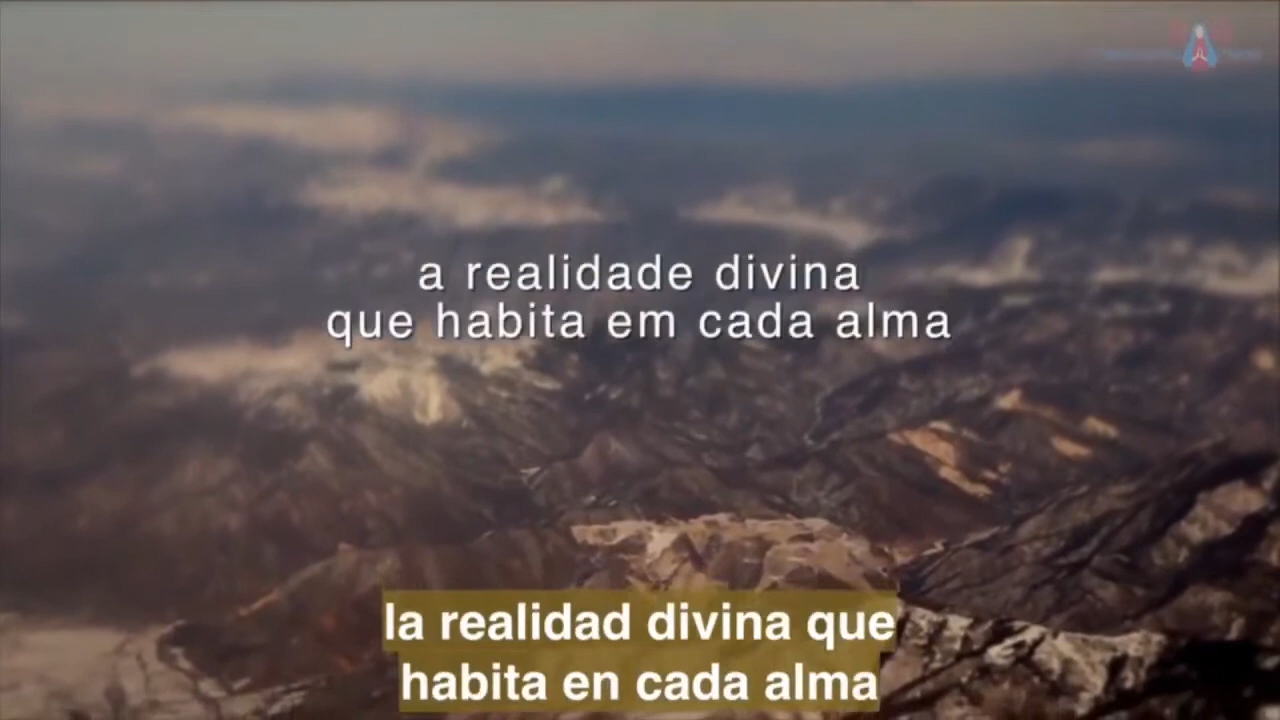 a realidade divina
que habita em cada alma
la realidad divina que
habita en cada alma